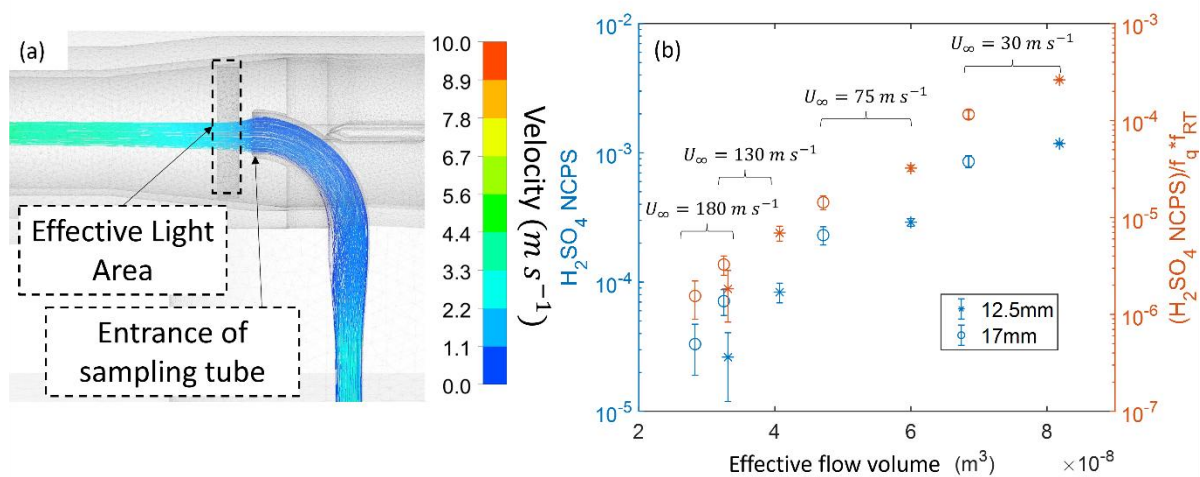 (a)
10.0
8.9
7.8
6.7
5.6
4.4
3.3
2.2
1.1
0.0
Velocity (m s⁻¹)
Effective Light
Area
Entrance of
sampling tube
(b)
H₂SO₄ NCPS
10⁻²
10⁻³
10⁻⁴
10⁻⁵
U∞ = 180 m s⁻¹
U∞ = 130 m s⁻¹
U∞ = 75 m s⁻¹
U∞ = 30 m s⁻¹
12.5mm
17mm
10⁻³
10⁻⁴
10⁻⁵
10⁻⁶
10⁻⁷
(H₂SO₄ NCPS)/f_q*f_RT
2
4
6
8
×10⁻⁸
Effective flow volume (m³)